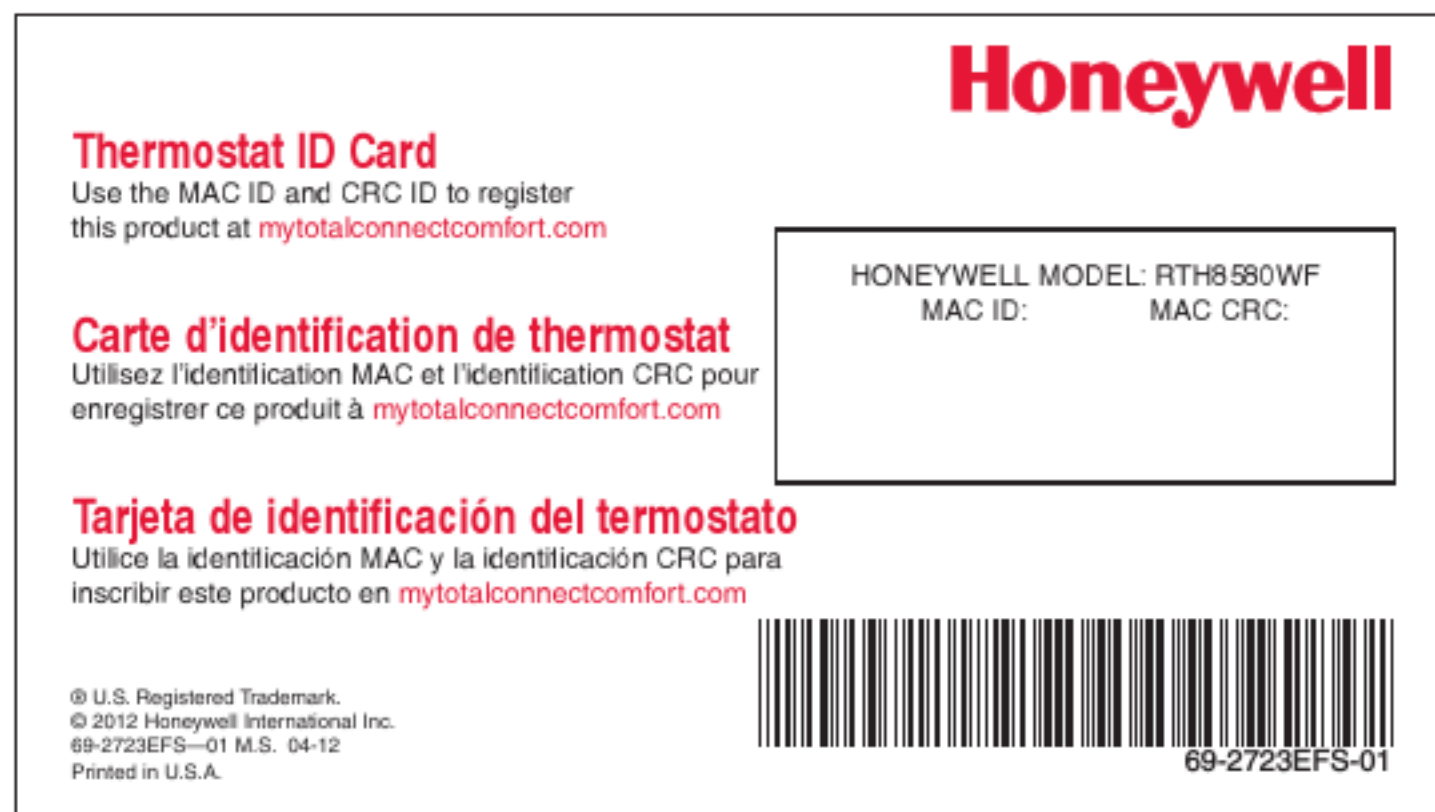 Honeywell
Thermostat ID Card
Use the MAC ID and CRC ID to register
this product at mytotalconnectcomfort.com
HONEYWELL MODEL: RTH8580WF
MAC ID: MAC CRC:
Carte d'identification de thermostat
Utilisez l'identification MAC et l'identification CRC pour
enregistrer ce produit à mytotalconnectcomfort.com
Tarjeta de identificación del termostato
Utilice la identificación MAC y la identificación CRC para
inscribir este producto en mytotalconnectcomfort.com
® U.S. Registered Trademark.
© 2012 Honeywell International Inc.
69-2723EFS—01 M.S. 04-12
Printed in U.S.A.
69-2723EFS-01